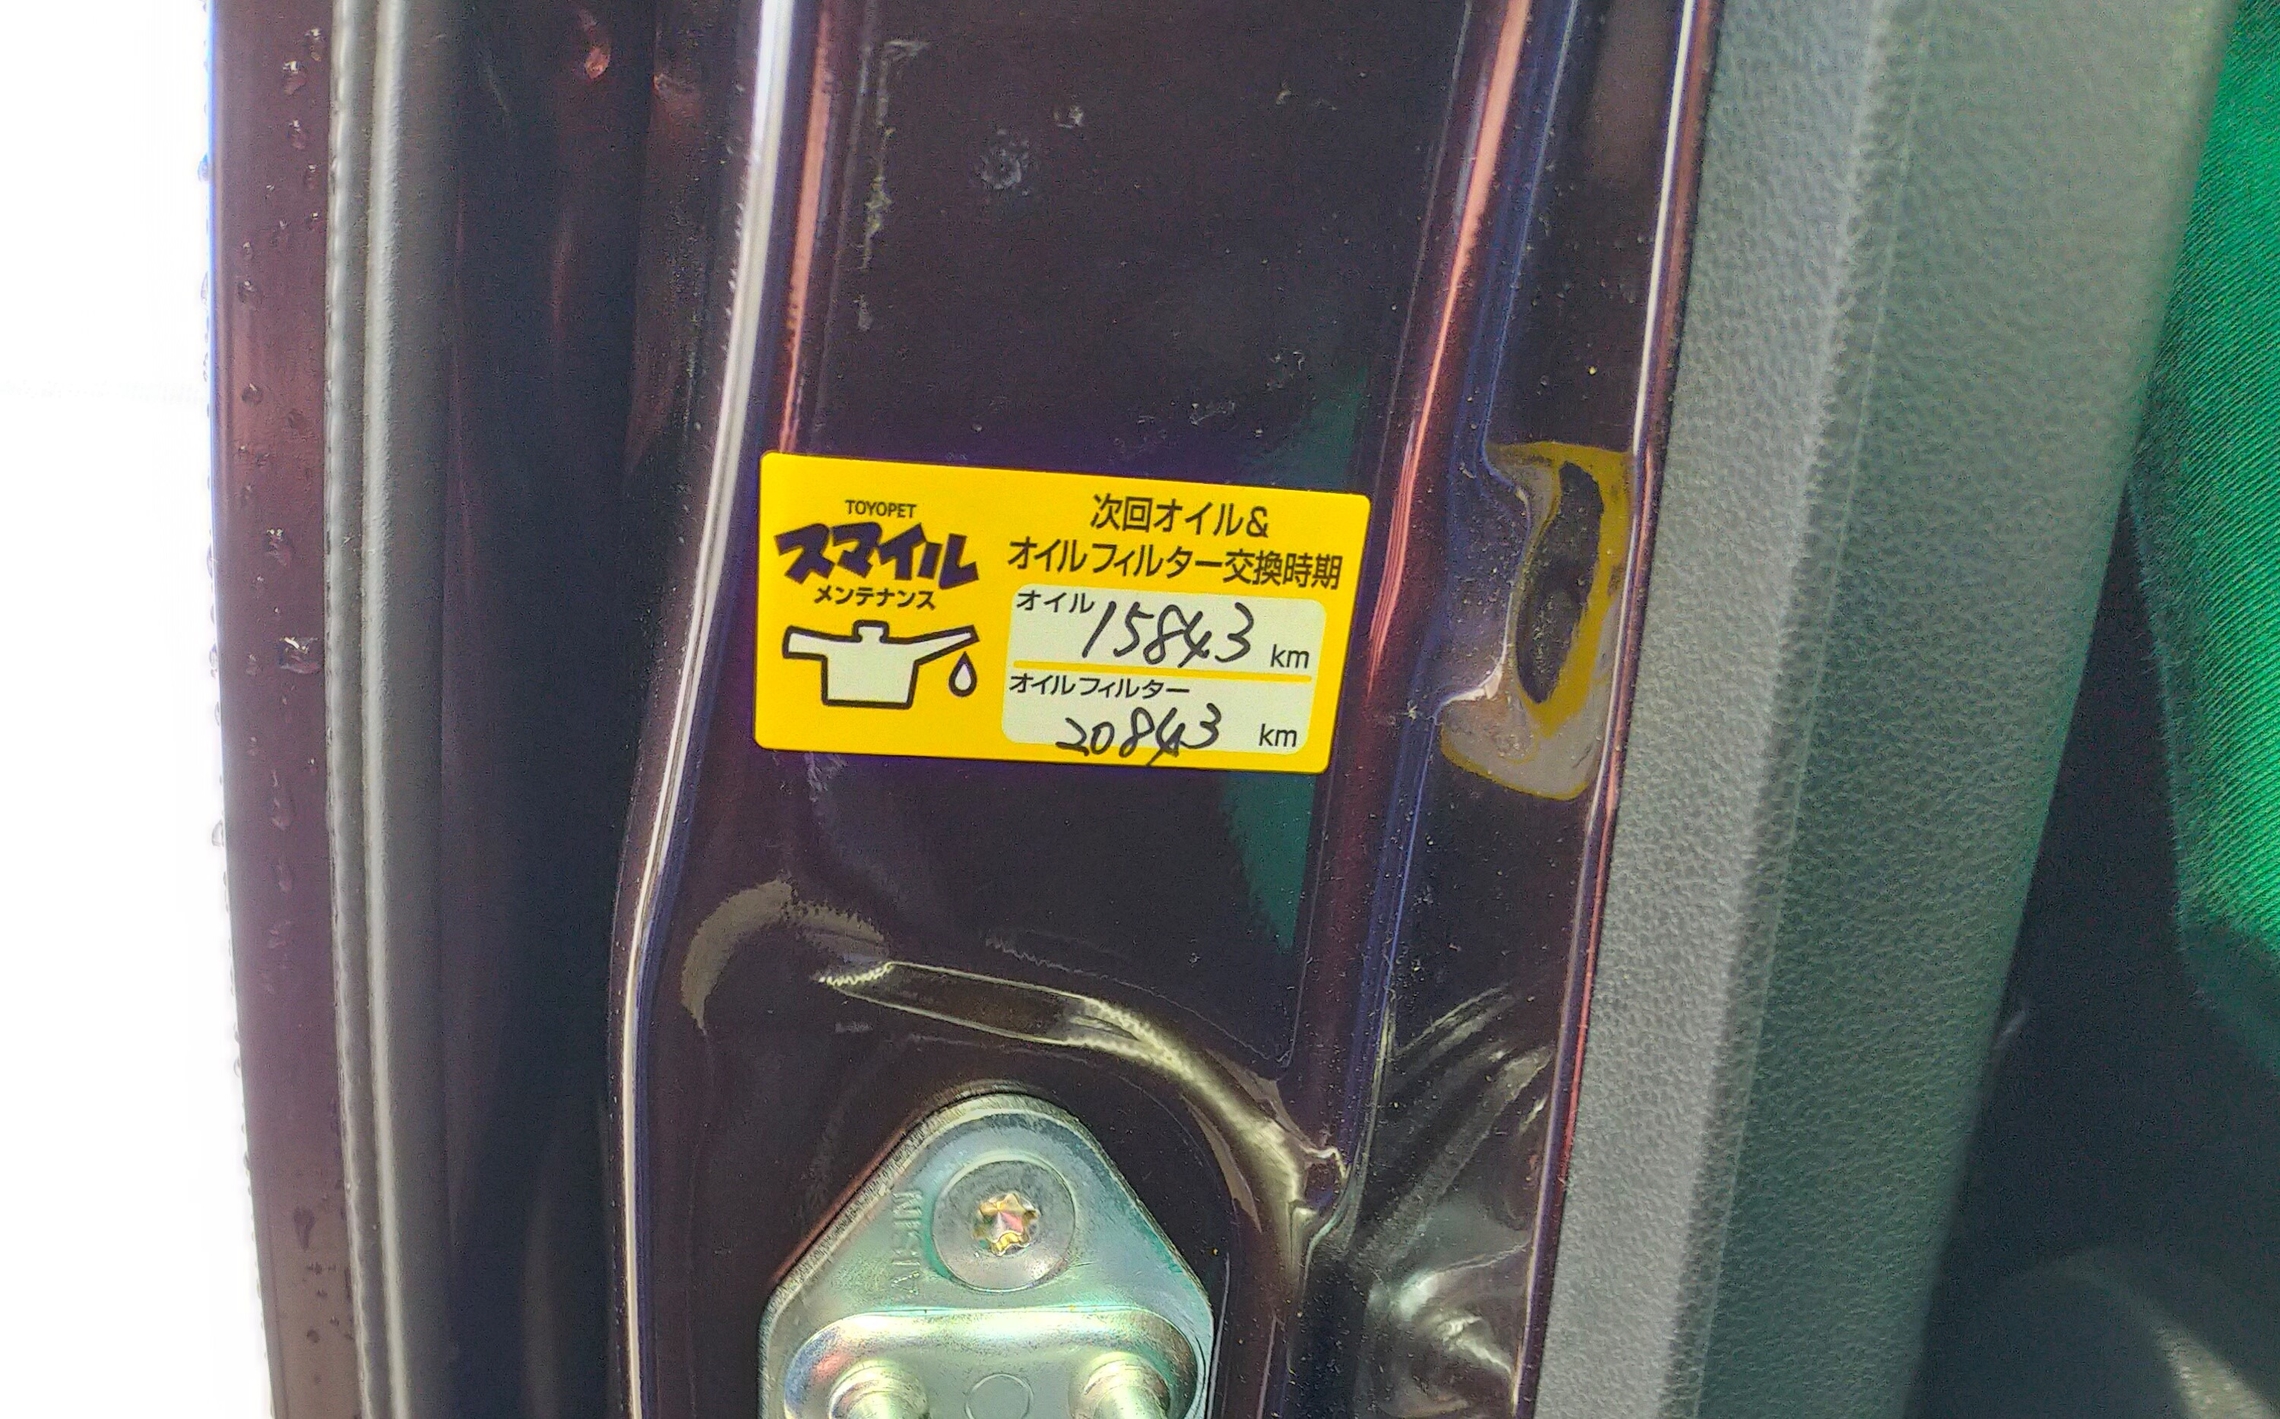 TOYOPET
スマイル
メンテナンス
次回オイル&
オイルフィルター交換時期
オイル 15843 km
オイルフィルター
20843 km
AISIN